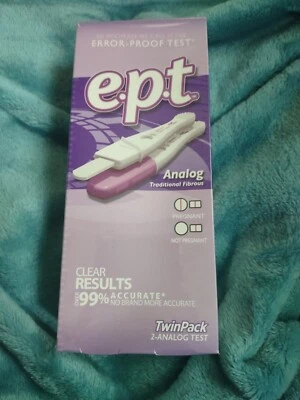 ERROR-PROOF TEST*
e.p.t
Analog
Traditional Fibrous
PREGNANT
NOT PREGNANT
CLEAR
RESULTS
OVER 99% ACCURATE*
NO BRAND MORE ACCURATE
TwinPack
2-ANALOG TEST